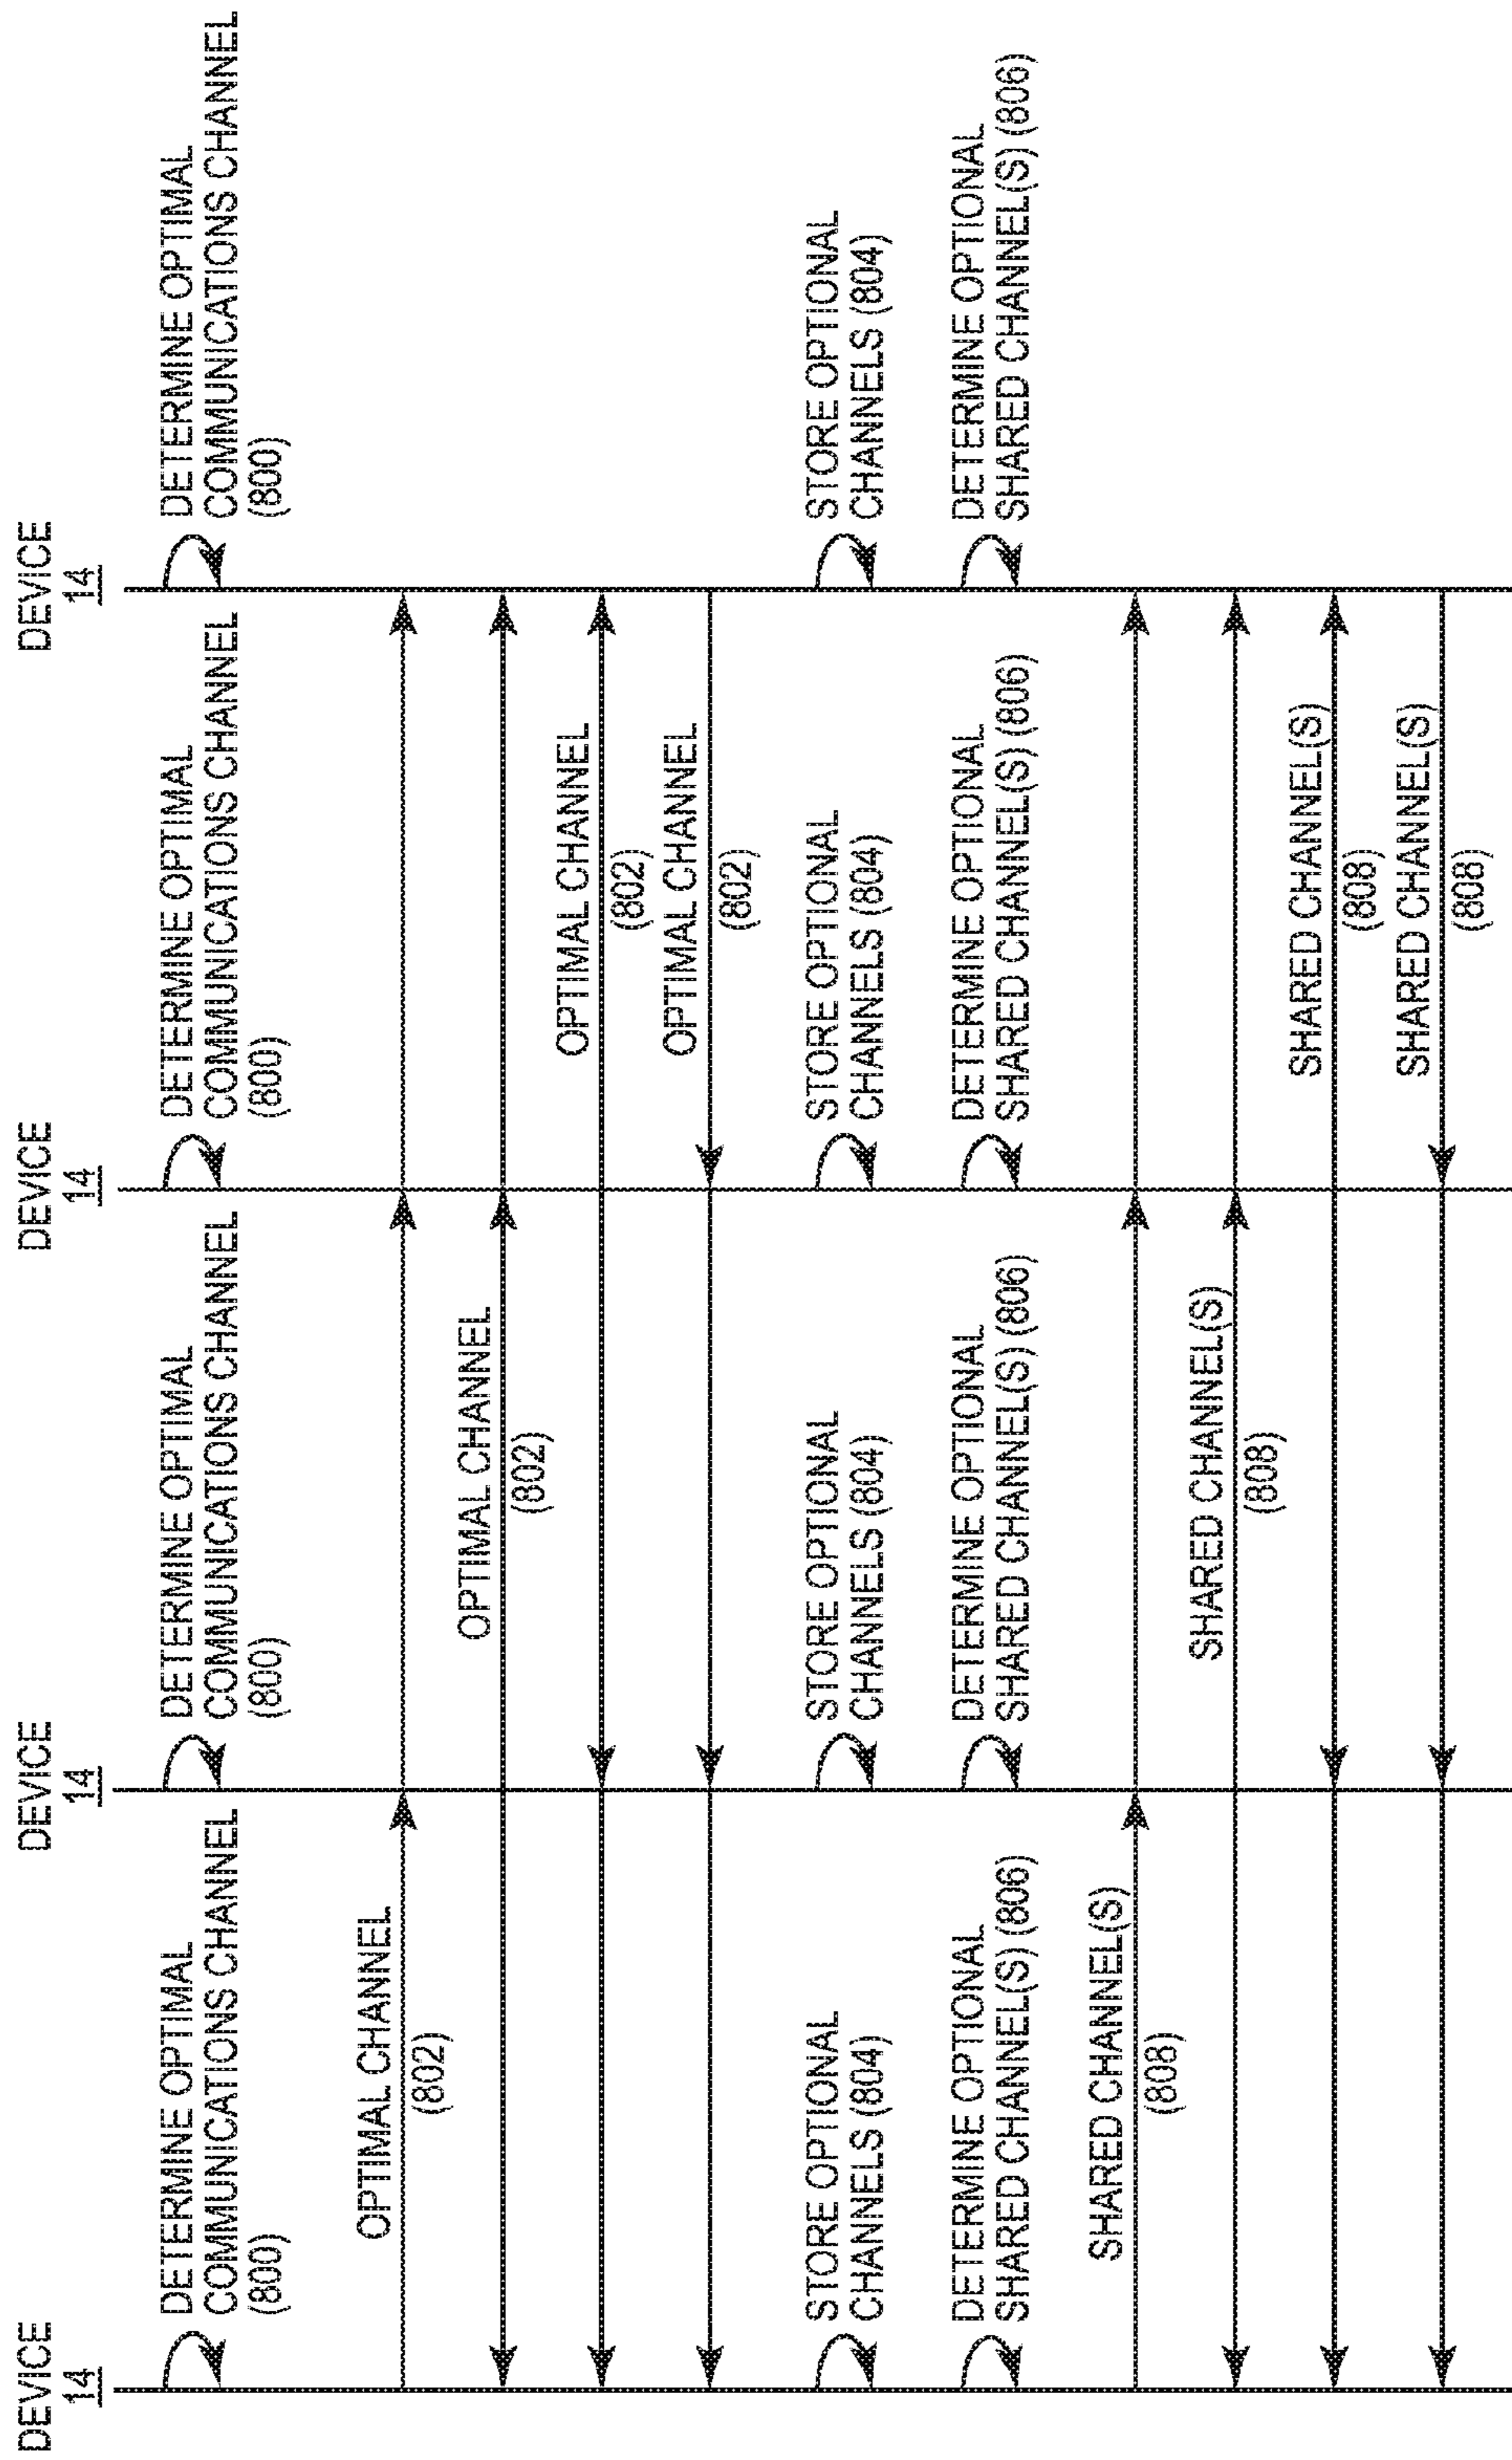 DEVICE
14
DEVICE
14
DEVICE
14
DEVICE
14
DETERMINE OPTIMAL
COMMUNICATIONS CHANNEL
(800)
DETERMINE OPTIMAL
COMMUNICATIONS CHANNEL
(800)
DETERMINE OPTIMAL
COMMUNICATIONS CHANNEL
(800)
DETERMINE OPTIMAL
COMMUNICATIONS CHANNEL
(800)
OPTIMAL CHANNEL
(802)
OPTIMAL CHANNEL
(802)
OPTIMAL CHANNEL
(802)
OPTIMAL CHANNEL
(802)
STORE OPTIONAL
CHANNELS (804)
STORE OPTIONAL
CHANNELS (804)
STORE OPTIONAL
CHANNELS (804)
STORE OPTIONAL
CHANNELS (804)
DETERMINE OPTIONAL
SHARED CHANNEL(S) (806)
DETERMINE OPTIONAL
SHARED CHANNEL(S) (806)
DETERMINE OPTIONAL
SHARED CHANNEL(S) (806)
DETERMINE OPTIONAL
SHARED CHANNEL(S) (806)
SHARED CHANNEL(S)
(808)
SHARED CHANNEL(S)
(808)
SHARED CHANNEL(S)
(808)
SHARED CHANNEL(S)
(808)